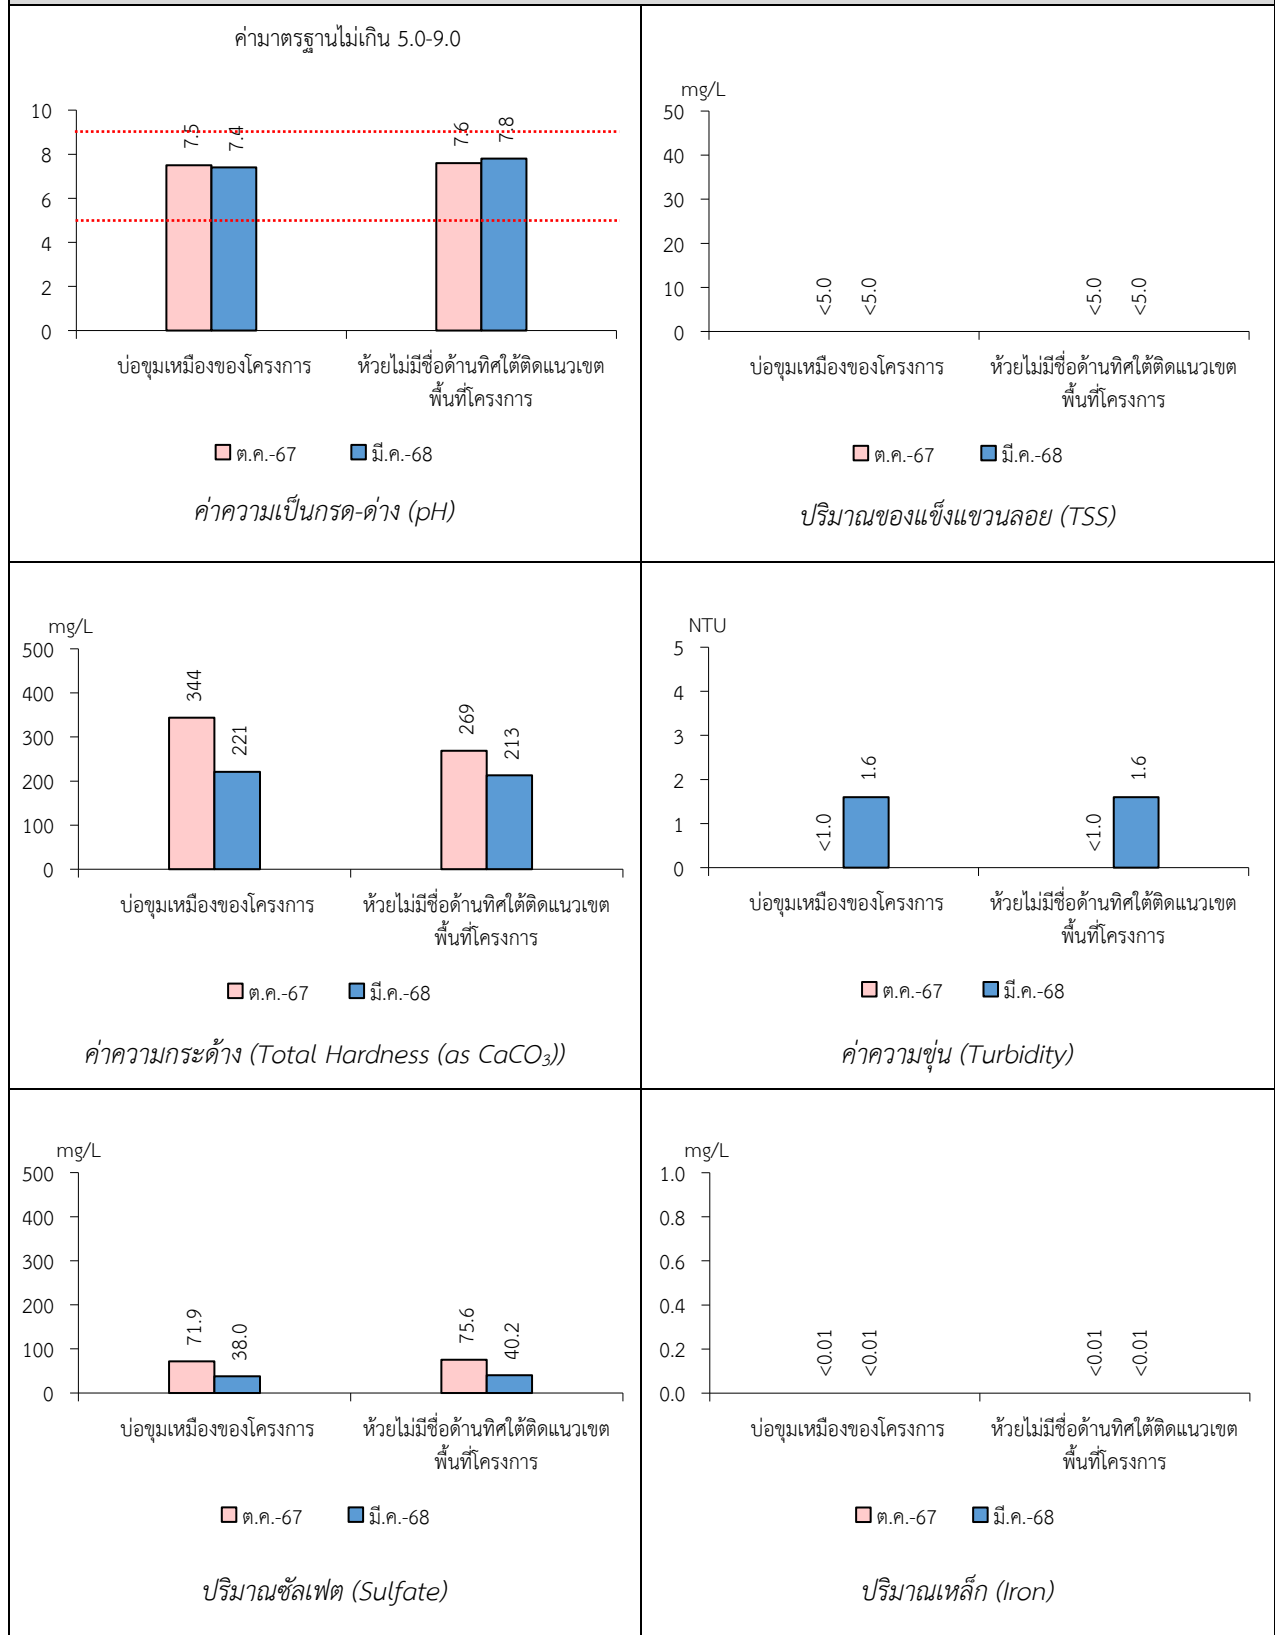 ค่ามาตรฐานไม่เกิน 5.0-9.0
10
8
6
4
2
0
7.5
7.4
7.6
7.8
บ่อขุมเหมืองของโครงการ
ห้วยไม่มีชื่อด้านทิศใต้ติดแนวเขต
พื้นที่โครงการ
ต.ค.-67 มี.ค.-68
ค่าความเป็นกรด-ด่าง (pH)
mg/L
50
40
30
20
10
0
<5.0
<5.0
<5.0
<5.0
บ่อขุมเหมืองของโครงการ
ห้วยไม่มีชื่อด้านทิศใต้ติดแนวเขต
พื้นที่โครงการ
ต.ค.-67 มี.ค.-68
ปริมาณของแข็งแขวนลอย (TSS)
mg/L
500
400
300
200
100
0
344
221
269
213
บ่อขุมเหมืองของโครงการ
ห้วยไม่มีชื่อด้านทิศใต้ติดแนวเขต
พื้นที่โครงการ
ต.ค.-67 มี.ค.-68
ค่าความกระด้าง (Total Hardness (as CaCO₃))
NTU
5
4
3
2
1
0
<1.0
1.6
<1.0
1.6
บ่อขุมเหมืองของโครงการ
ห้วยไม่มีชื่อด้านทิศใต้ติดแนวเขต
พื้นที่โครงการ
ต.ค.-67 มี.ค.-68
ค่าความขุ่น (Turbidity)
mg/L
500
400
300
200
100
0
71.9
38.0
75.6
40.2
บ่อขุมเหมืองของโครงการ
ห้วยไม่มีชื่อด้านทิศใต้ติดแนวเขต
พื้นที่โครงการ
ต.ค.-67 มี.ค.-68
ปริมาณซัลเฟต (Sulfate)
mg/L
1.0
0.8
0.6
0.4
0.2
0.0
<0.01
<0.01
<0.01
<0.01
บ่อขุมเหมืองของโครงการ
ห้วยไม่มีชื่อด้านทิศใต้ติดแนวเขต
พื้นที่โครงการ
ต.ค.-67 มี.ค.-68
ปริมาณเหล็ก (Iron)